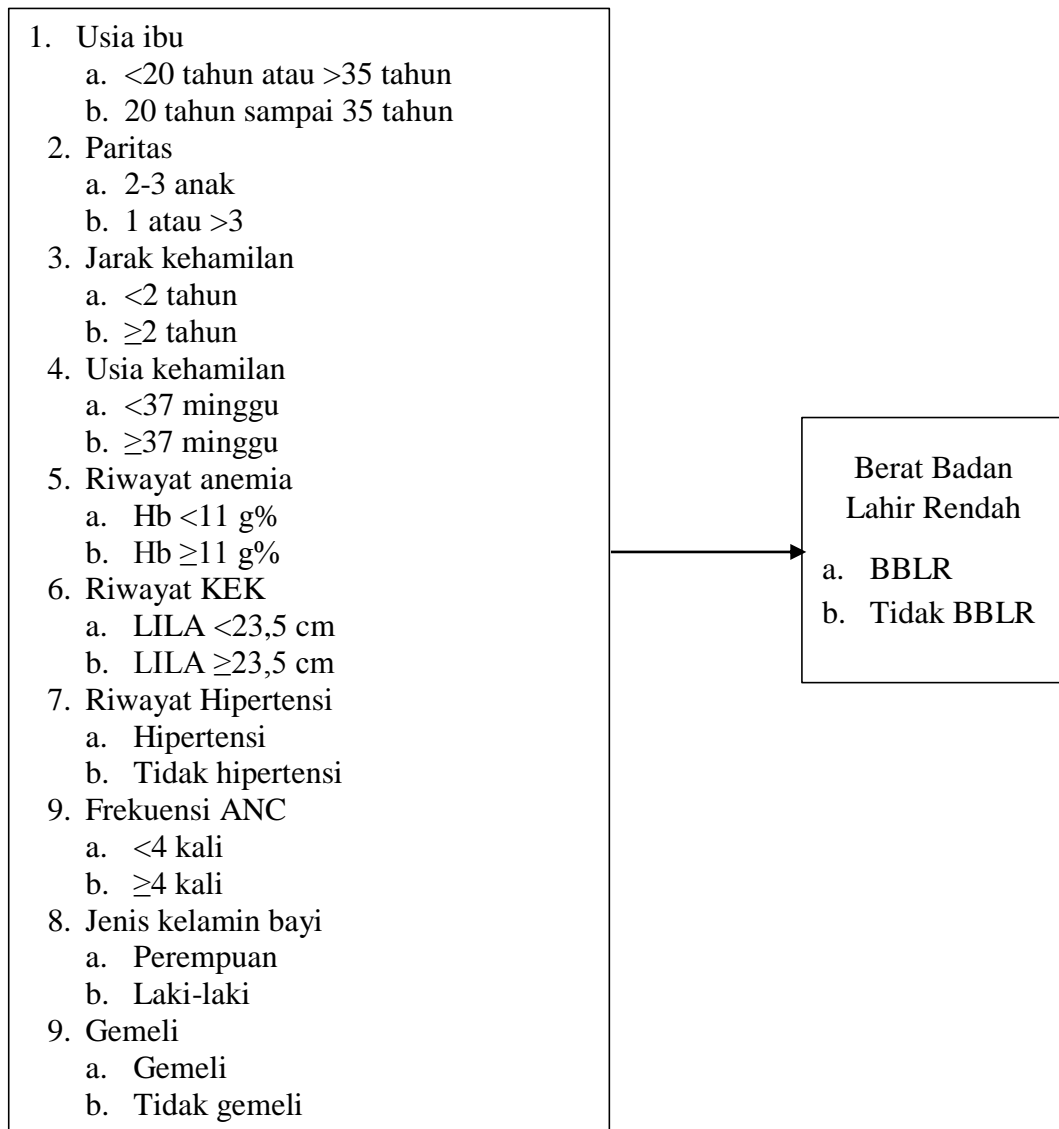 1. Usia ibu
a. <20 tahun atau >35 tahun
b. 20 tahun sampai 35 tahun
2. Paritas
a. 2-3 anak
b. 1 atau >3
3. Jarak kehamilan
a. <2 tahun
b. ≥2 tahun
4. Usia kehamilan
a. <37 minggu
b. ≥37 minggu
5. Riwayat anemia
a. Hb <11 g%
b. Hb ≥11 g%
6. Riwayat KEK
a. LILA <23,5 cm
b. LILA ≥23,5 cm
7. Riwayat Hipertensi
a. Hipertensi
b. Tidak hipertensi
9. Frekuensi ANC
a. <4 kali
b. ≥4 kali
8. Jenis kelamin bayi
a. Perempuan
b. Laki-laki
9. Gemeli
a. Gemeli
b. Tidak gemeli
Berat Badan
Lahir Rendah
a. BBLR
b. Tidak BBLR